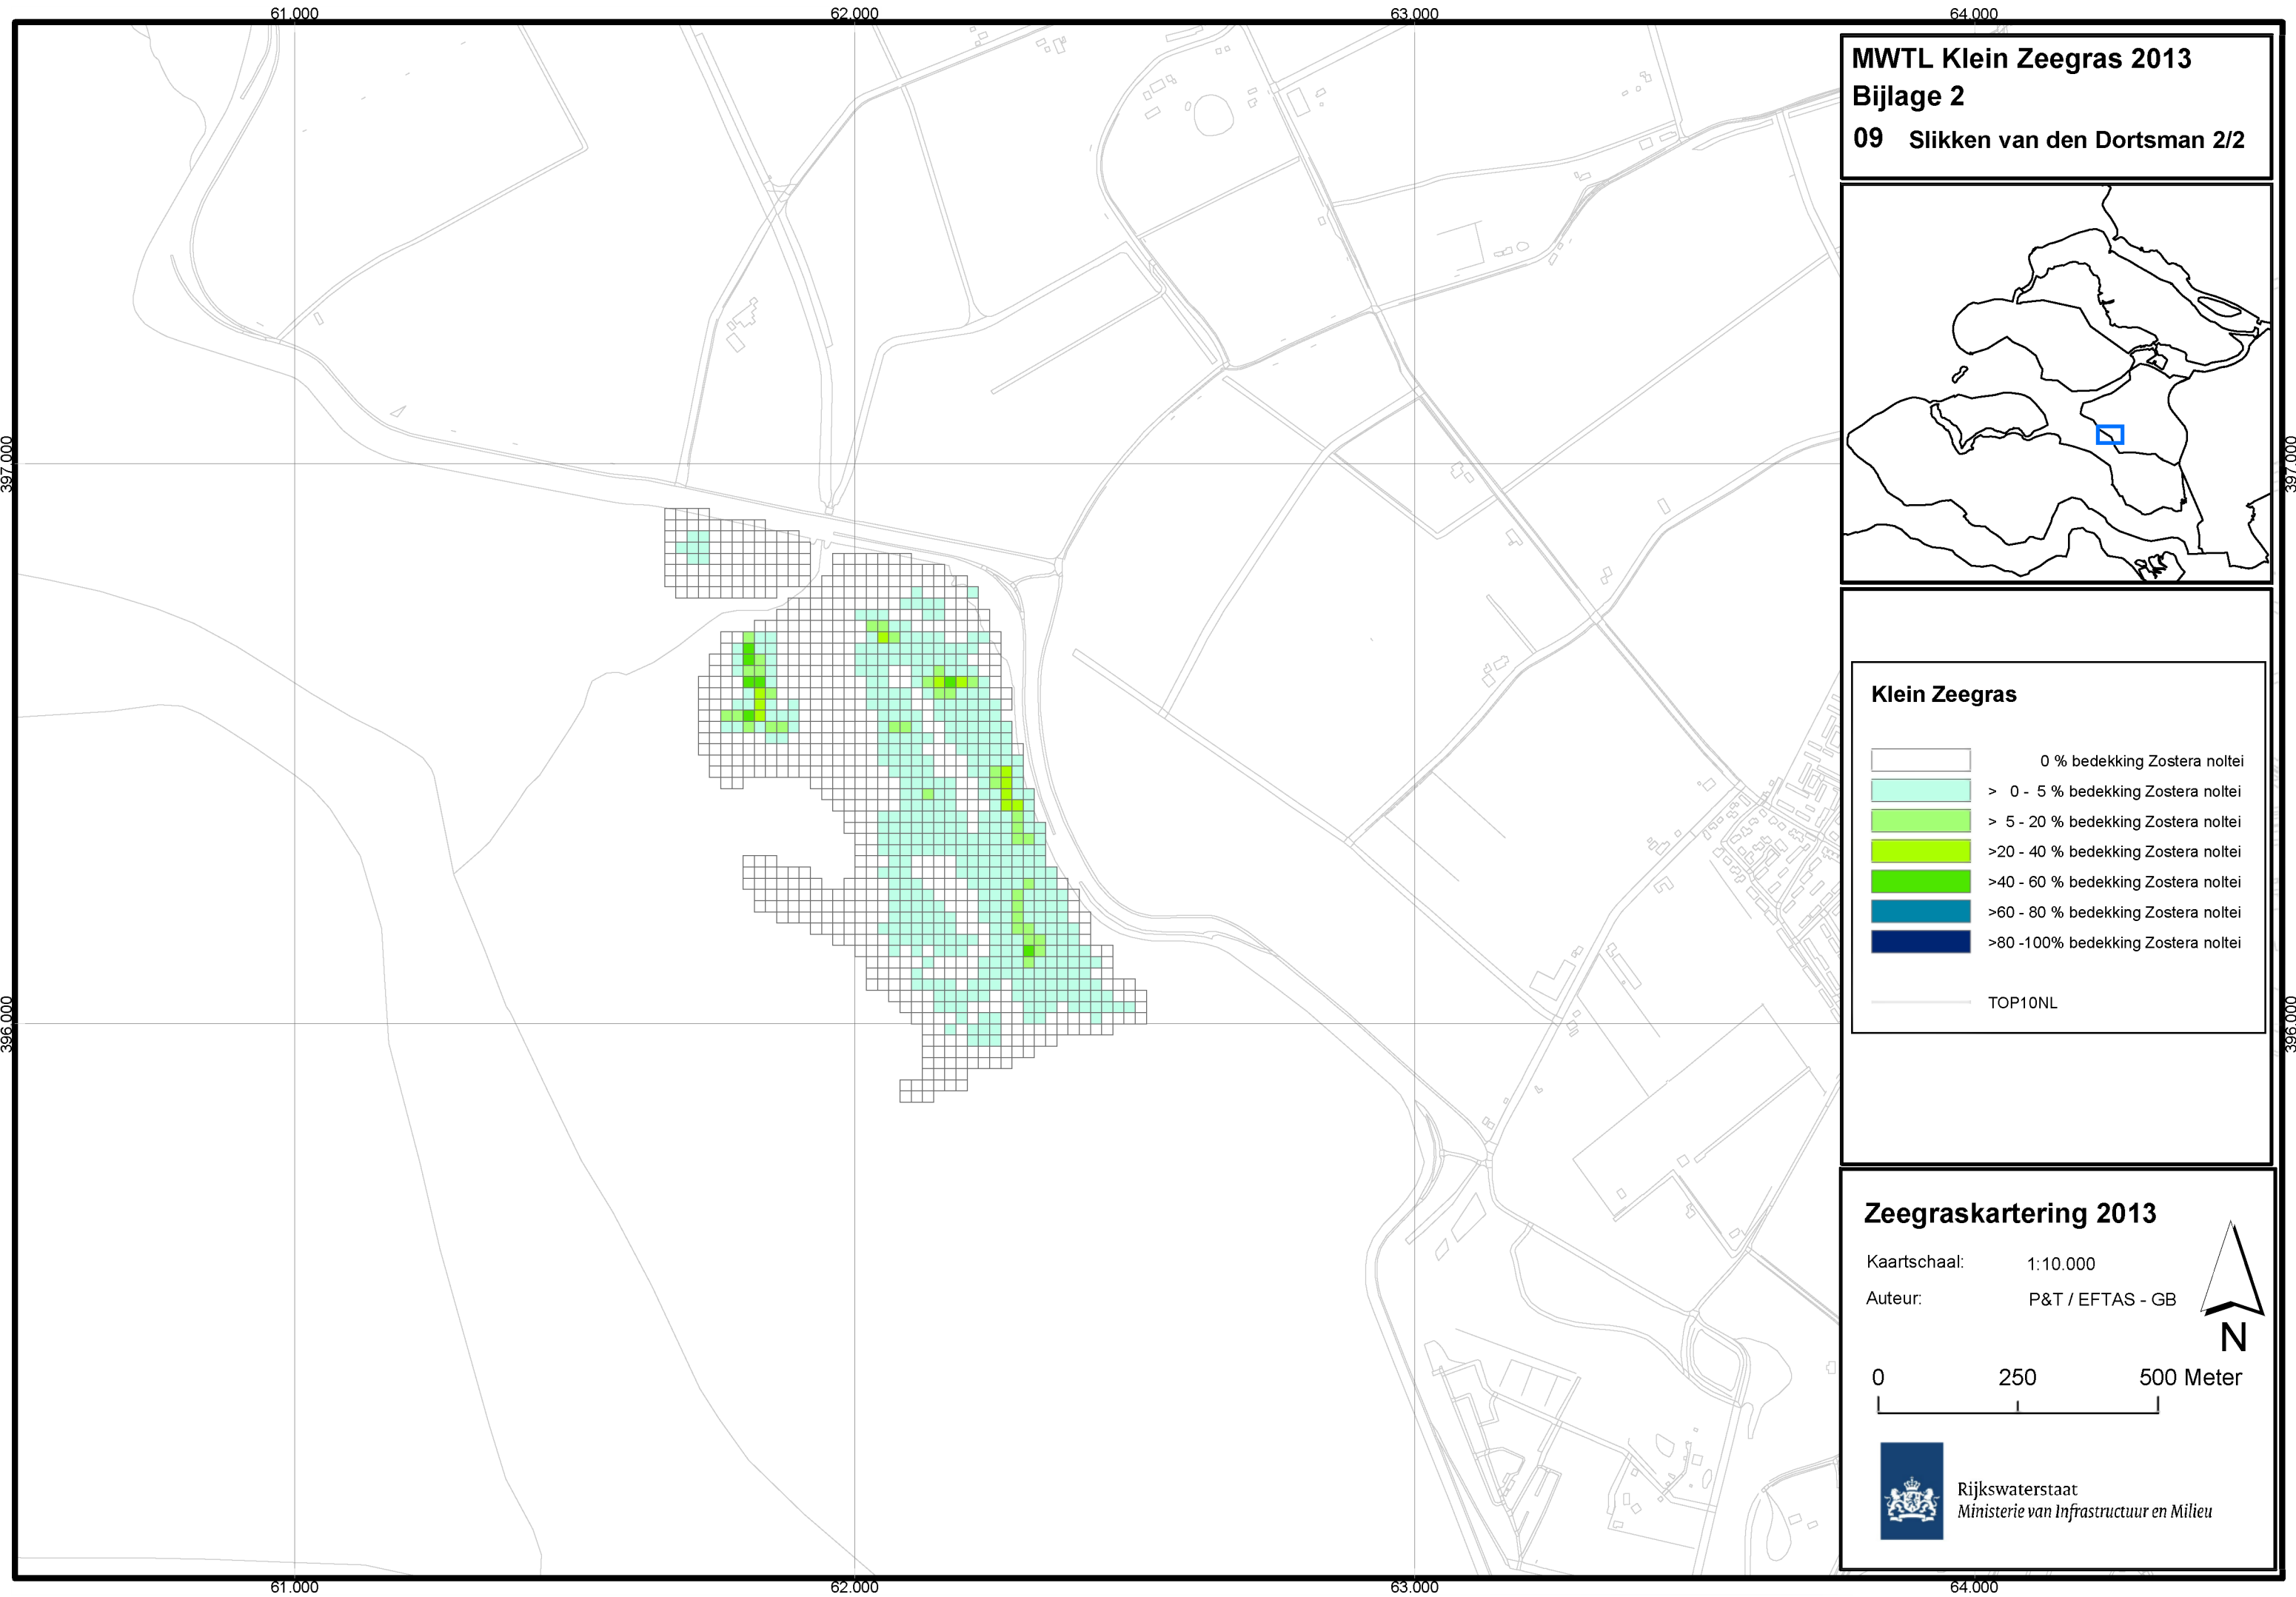 61.000
62.000
63.000
64.000
MWTL Klein Zeegras 2013
Bijlage 2
09 Slikken van den Dortsman 2/2
397.000
397.000
Klein Zeegras
0 % bedekking Zostera noltei
> 0 - 5 % bedekking Zostera noltei
> 5 - 20 % bedekking Zostera noltei
>20 - 40 % bedekking Zostera noltei
>40 - 60 % bedekking Zostera noltei
>60 - 80 % bedekking Zostera noltei
>80 -100% bedekking Zostera noltei
TOP10NL
396.000
396.000
Zeegraskartering 2013
Kaartschaal: 1:10.000
Auteur: P&T / EFTAS - GB
N
0 250 500 Meter
Rijkswaterstaat
Ministerie van Infrastructuur en Milieu
61.000
62.000
63.000
64.000